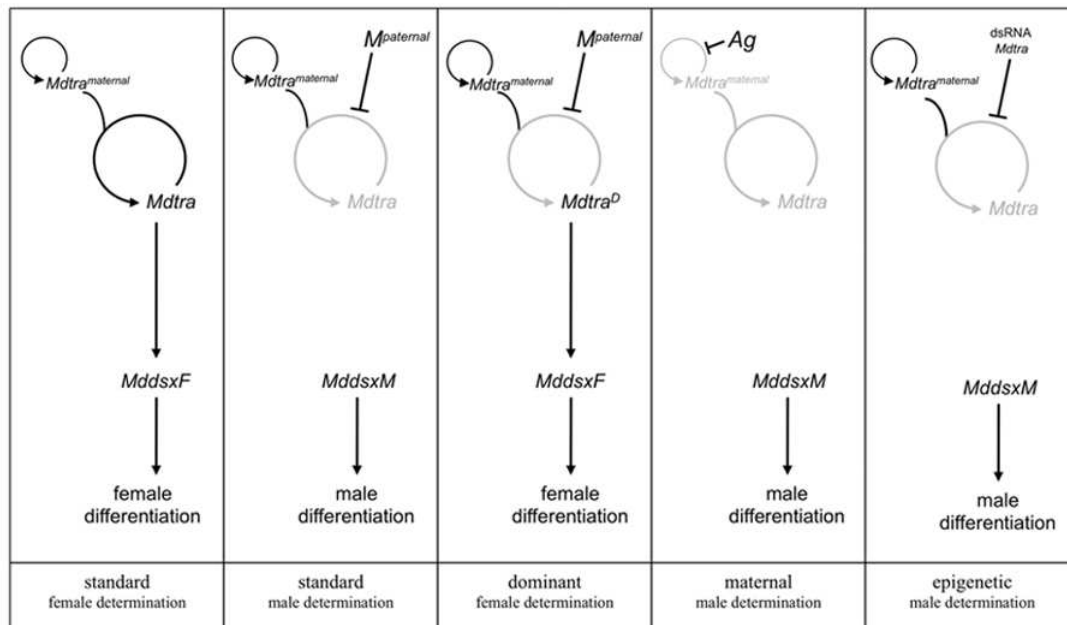 Mdtra^maternal
Mdtra
MddsxF
female
differentiation
standard
female determination
M^paternal
Mdtra^maternal
Mdtra
MddsxM
male
differentiation
standard
male determination
M^paternal
Mdtra^maternal
Mdtra^D
MddsxF
female
differentiation
dominant
female determination
Ag
Mdtra^maternal
Mdtra
MddsxM
male
differentiation
maternal
male determination
dsRNA
Mdtra
Mdtra^maternal
Mdtra
MddsxM
male
differentiation
epigenetic
male determination